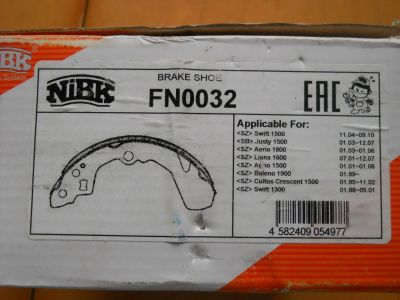 NiBK
System
BRAKE SHOE
NiBK
FN0032
EAC
Applicable For:
<SZ> Swift 1500 11.04~09.10
<SB> Justy 1500 01.03~12.07
<SZ> Aerio 1800 01.03~01.06
<SZ> Liana 1600 07.01~12.07
<SZ> Aerio 1500 01.01~01.06
<SZ> Baleno 1900 01.99~
<SZ> Cultus Crescent 1500 01.95~11.02
<SZ> Swift 1300 01.88~05.01
4 582409 054977